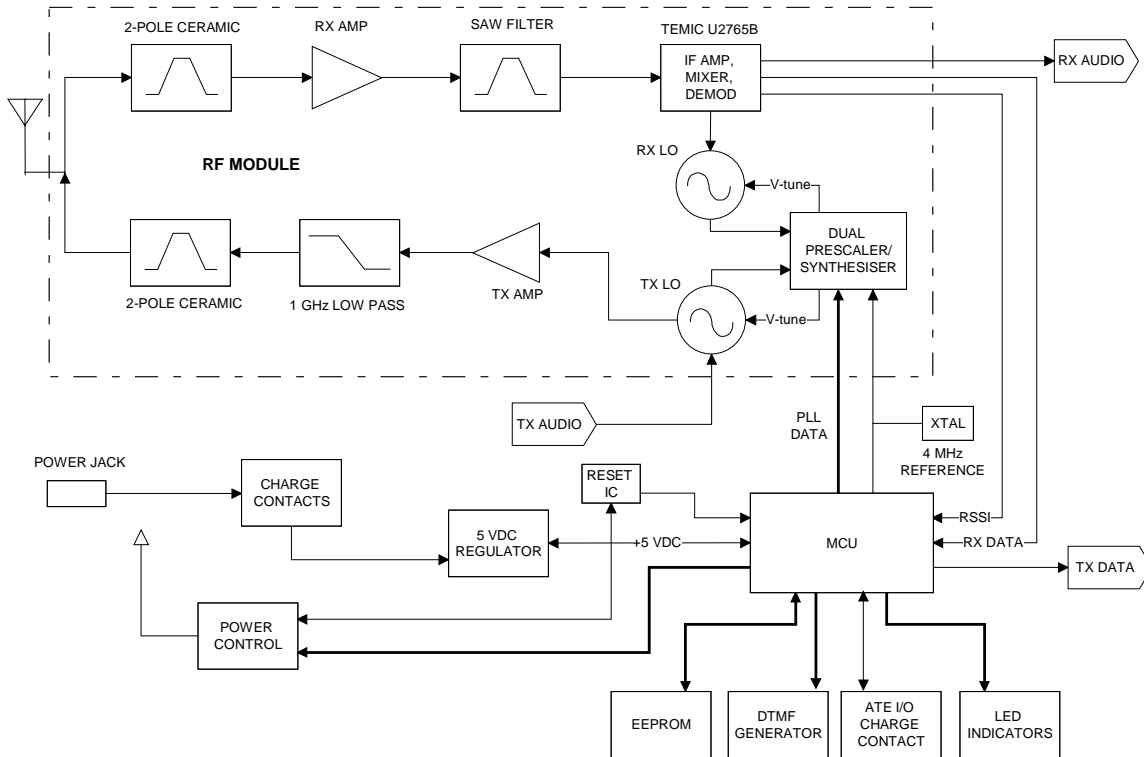 2-POLE CERAMIC
RX AMP
SAW FILTER
TEMIC U2765B
IF AMP,
MIXER,
DEMOD
RX AUDIO
RF MODULE
RX LO
V-tune
DUAL
PRESCALER/
SYNTHESISER
2-POLE CERAMIC
1 GHz LOW PASS
TX AMP
TX LO
V-tune
TX AUDIO
PLL
DATA
XTAL
4 MHz
REFERENCE
POWER JACK
CHARGE
CONTACTS
RESET
IC
5 VDC
REGULATOR
+5 VDC
MCU
RSSI
RX DATA
TX DATA
POWER
CONTROL
EEPROM
DTMF
GENERATOR
ATE I/O
CHARGE
CONTACT
LED
INDICATORS